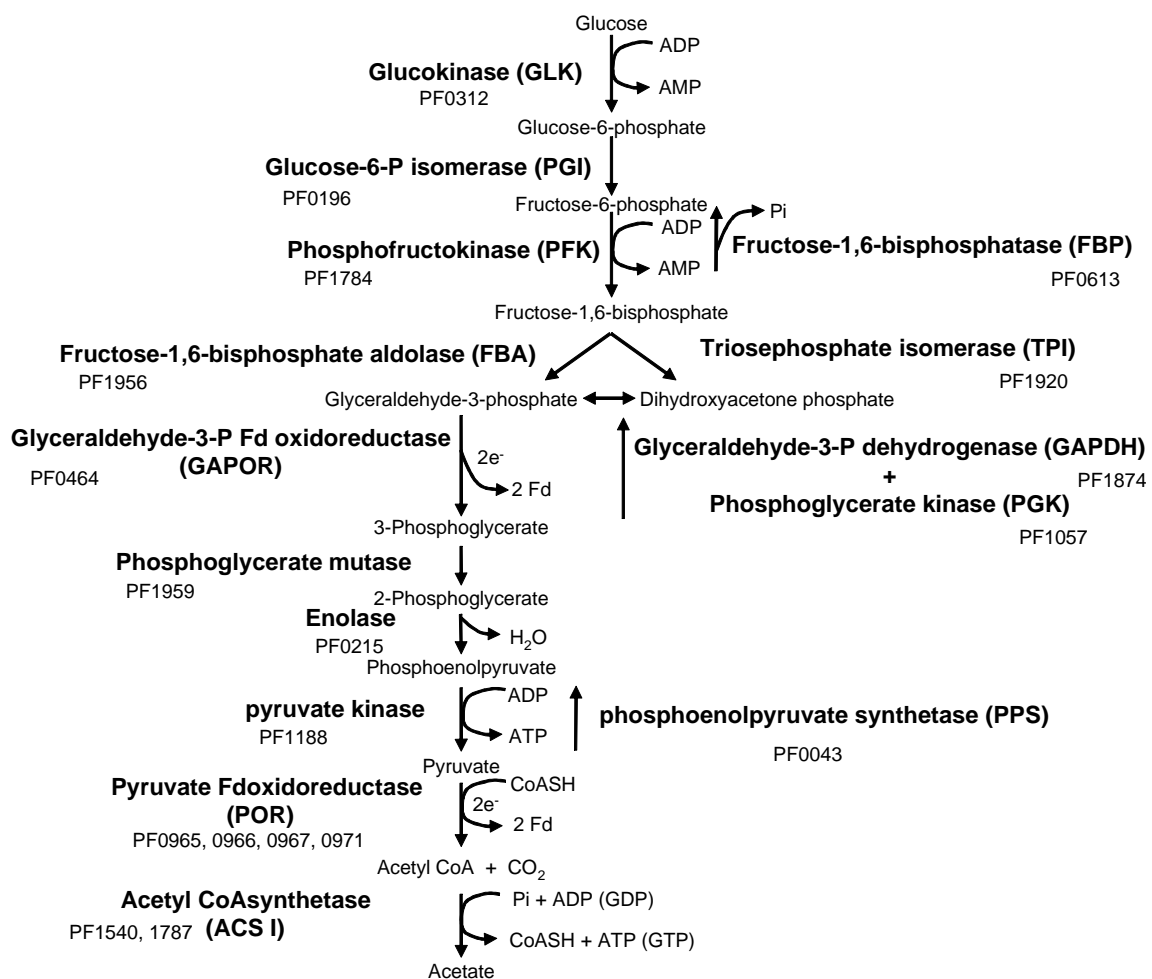 Glucose
ADP
Glucokinase (GLK)
PF0312
AMP
Glucose-6-phosphate
Glucose-6-P isomerase (PGI)
PF0196
Fructose-6-phosphate
Pi
ADP
Phosphofructokinase (PFK)
PF1784
AMP
Fructose-1,6-bisphosphatase (FBP)
PF0613
Fructose-1,6-bisphosphate
Fructose-1,6-bisphosphate aldolase (FBA)
PF1956
Triosephosphate isomerase (TPI)
PF1920
Glyceraldehyde-3-phosphate
Dihydroxyacetone phosphate
Glyceraldehyde-3-P Fd oxidoreductase
(GAPOR)
PF0464
2e-
2 Fd
Glyceraldehyde-3-P dehydrogenase (GAPDH)
PF1874
+
Phosphoglycerate kinase (PGK)
PF1057
3-Phosphoglycerate
Phosphoglycerate mutase
PF1959
2-Phosphoglycerate
Enolase
PF0215
H2O
Phosphoenolpyruvate
ADP
pyruvate kinase
PF1188
ATP
phosphoenolpyruvate synthetase (PPS)
PF0043
Pyruvate
Pyruvate Fdoxidoreductase
(POR)
PF0965, 0966, 0967, 0971
CoASH
2e-
2 Fd
Acetyl CoA + CO2
Acetyl CoAsynthetase
(ACS I)
PF1540, 1787
Pi + ADP (GDP)
CoASH + ATP (GTP)
Acetate